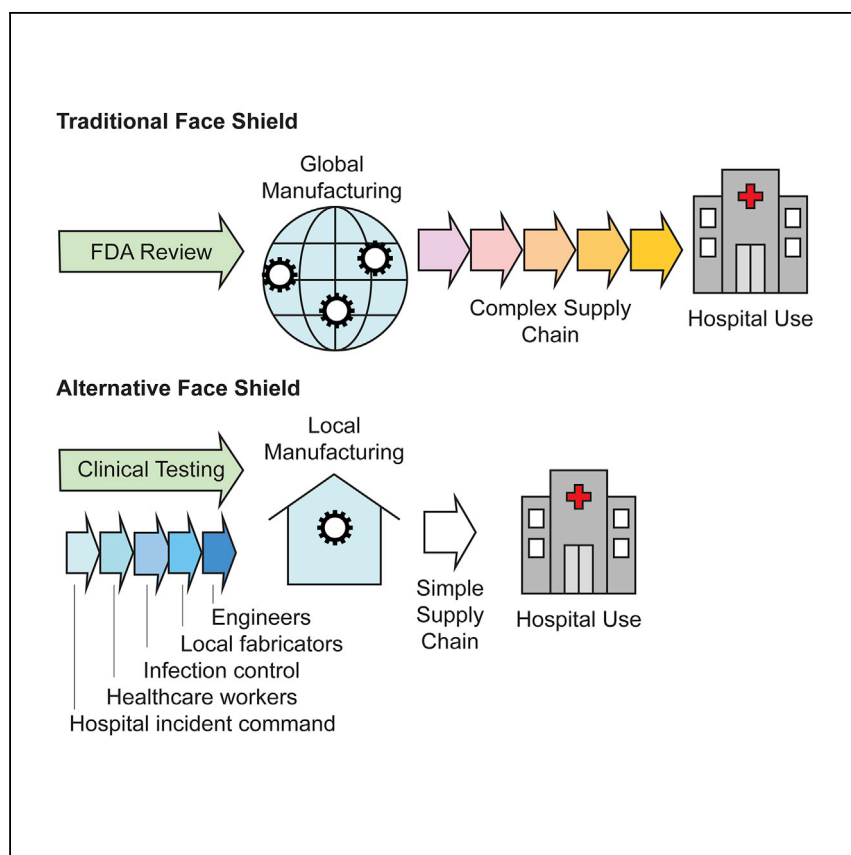 Traditional Face Shield
Global
Manufacturing
FDA Review
Complex Supply
Chain
Hospital Use
Alternative Face Shield
Local
Manufacturing
Clinical Testing
Engineers
Local fabricators
Infection control
Healthcare workers
Hospital incident command
Simple
Supply
Chain
Hospital Use